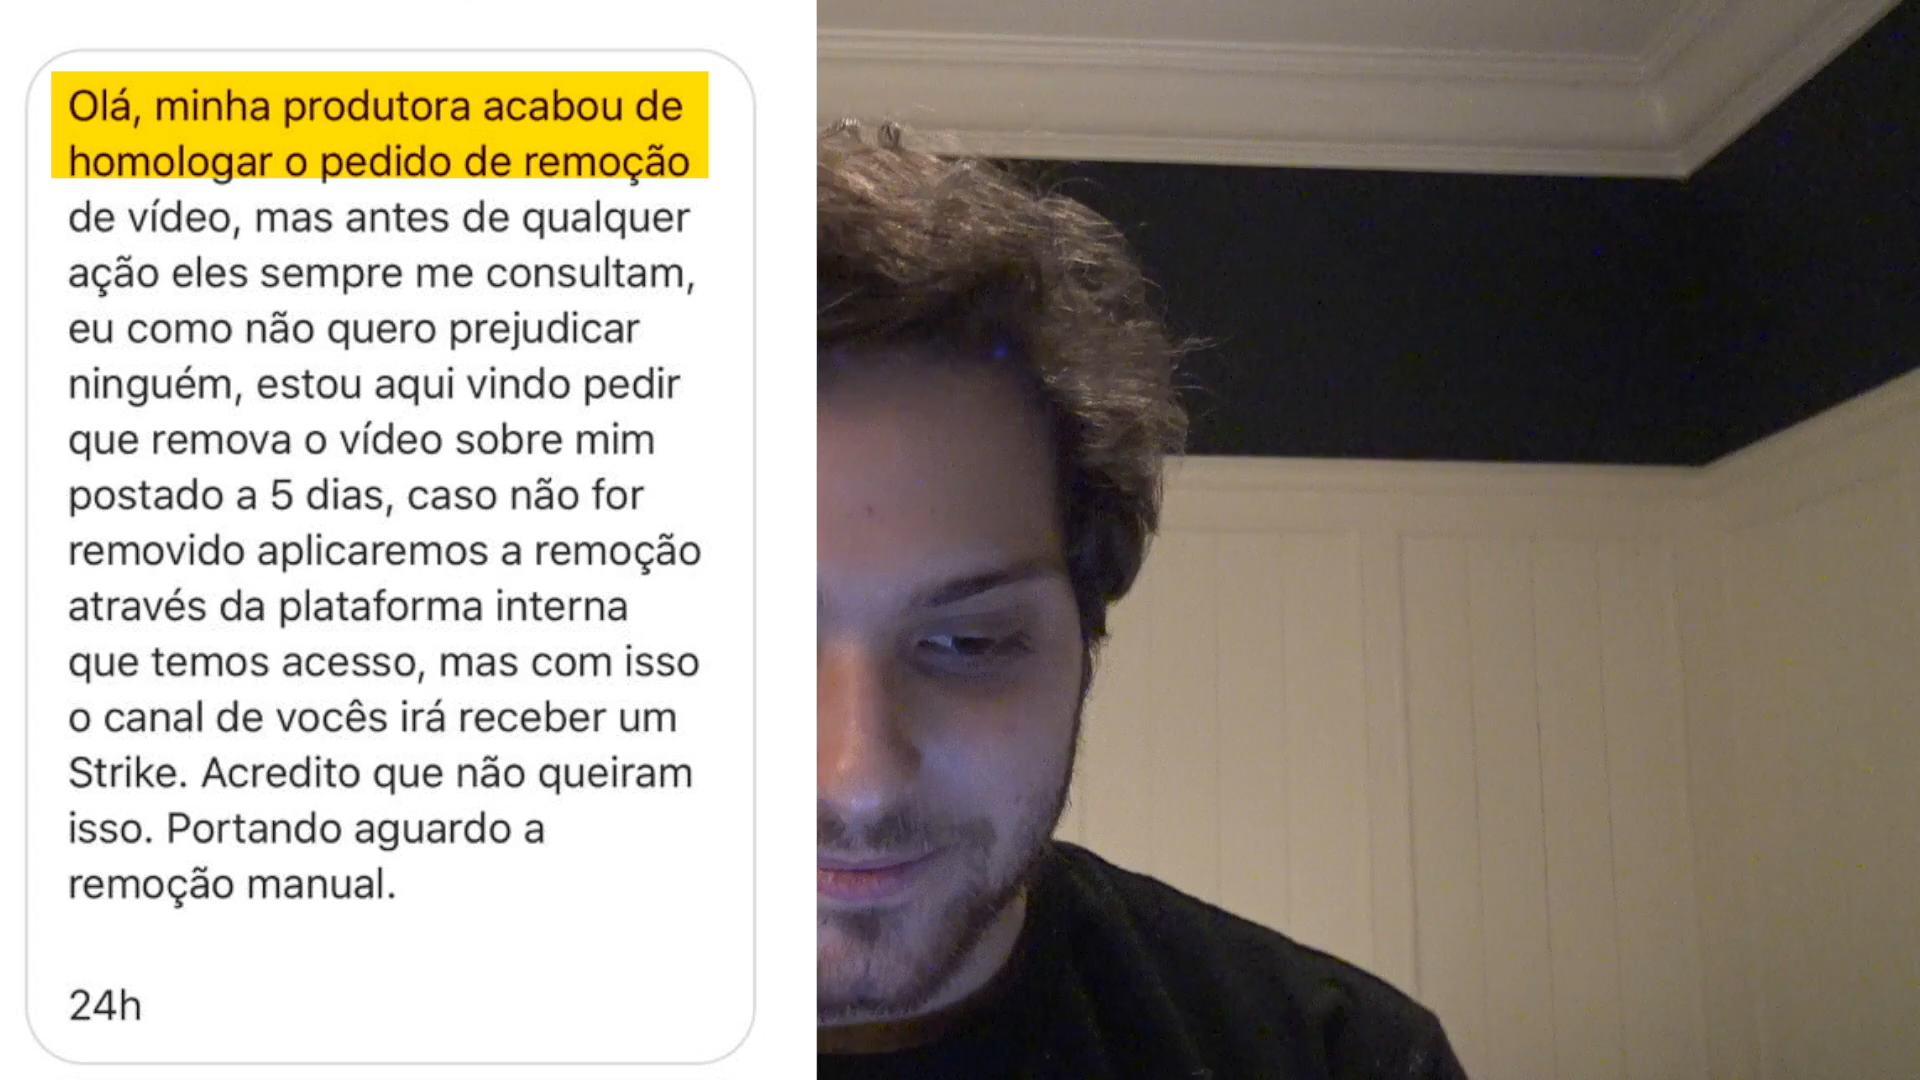 Olá, minha produtora acabou de
homologar o pedido de remoção
de vídeo, mas antes de qualquer
ação eles sempre me consultam,
eu como não quero prejudicar
ninguém, estou aqui vindo pedir
que remova o vídeo sobre mim
postado a 5 dias, caso não for
removido aplicaremos a remoção
através da plataforma interna
que temos acesso, mas com isso
o canal de vocês irá receber um
Strike. Acredito que não queiram
isso. Portando aguardo a
remoção manual.
24h